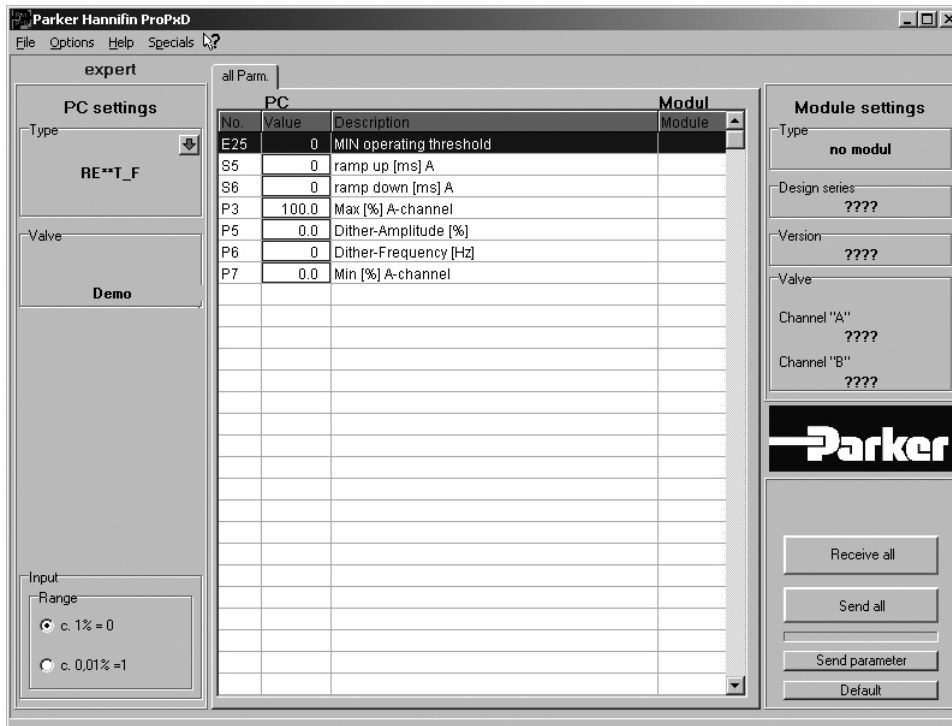 Parker Hannifin ProPxD
File Options Help Specials
expert
PC settings
Type
RE**T_F
Valve
Demo
Input
Range
c. 1% = 0
c. 0,01% =1
all Parm.
PC Modul
No. Value Description Module
E25 0 MIN operating threshold
S5 0 ramp up [ms] A
S6 0 ramp down [ms] A
P3 100.0 Max [%] A-channel
P5 0.0 Dither-Amplitude [%]
P6 0 Dither-Frequency [Hz]
P7 0.0 Min [%] A-channel
Module settings
Type
no modul
Design series
????
Version
????
Valve
Channel "A"
????
Channel "B"
????
Parker
Receive all
Send all
Send parameter
Default